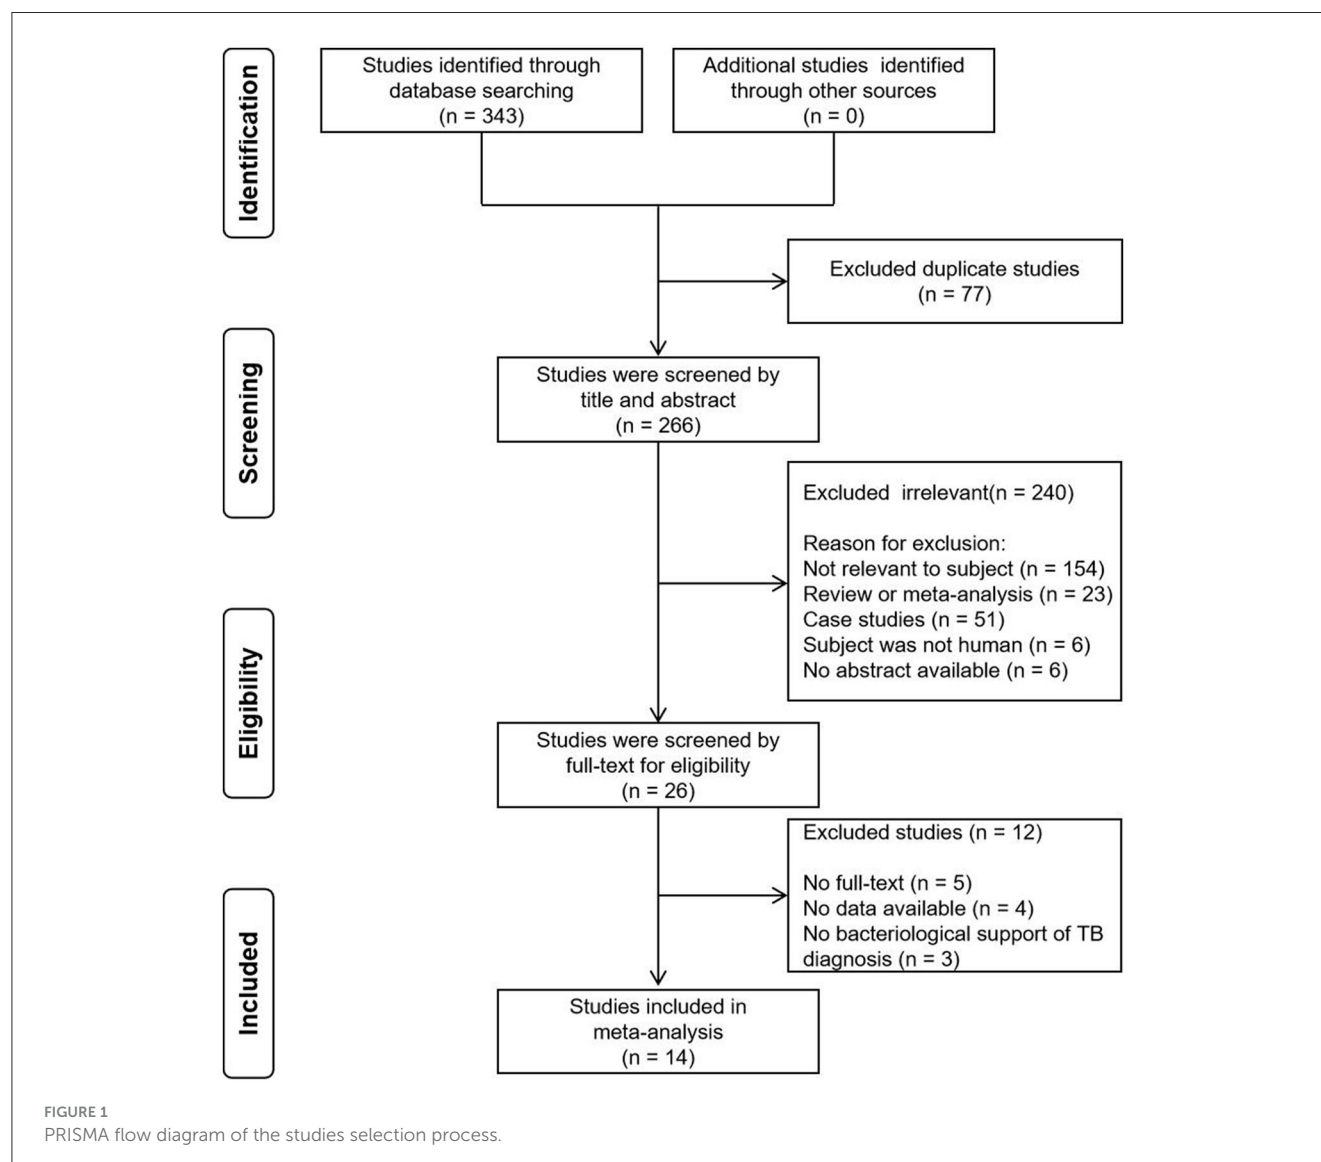 Identification
Studies identified through
database searching
(n = 343)
Additional studies identified
through other sources
(n = 0)
Excluded duplicate studies
(n = 77)
Screening
Studies were screened by
title and abstract
(n = 266)
Excluded irrelevant(n = 240)
Reason for exclusion:
Not relevant to subject (n = 154)
Review or meta-analysis (n = 23)
Case studies (n = 51)
Subject was not human (n = 6)
No abstract available (n = 6)
Eligibility
Studies were screened by
full-text for eligibility
(n = 26)
Excluded studies (n = 12)
No full-text (n = 5)
No data available (n = 4)
No bacteriological support of TB
diagnosis (n = 3)
Included
Studies included in
meta-analysis
(n = 14)
FIGURE 1
PRISMA flow diagram of the studies selection process.